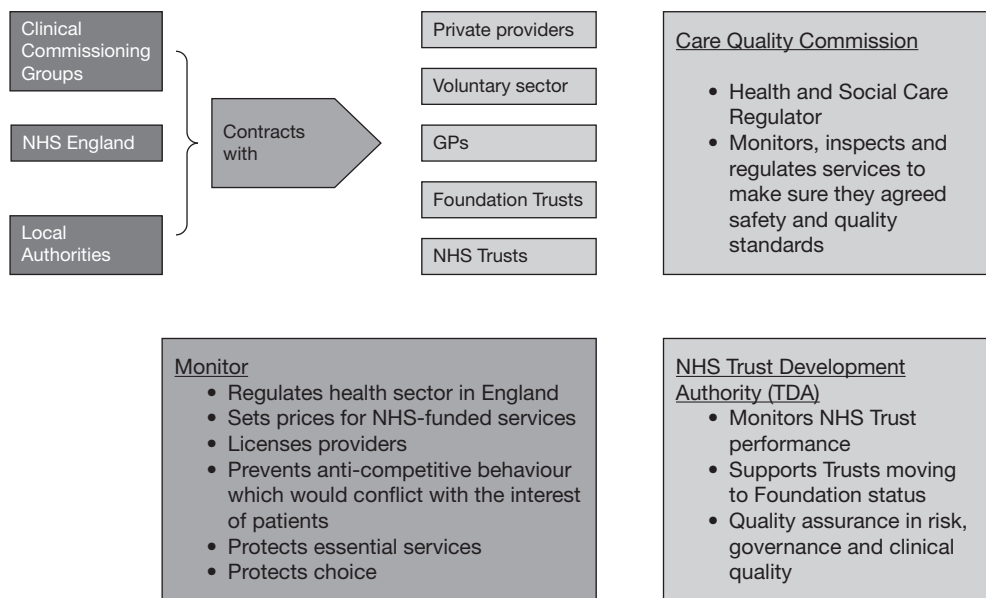 Clinical
Commissioning
Groups
NHS England
Local
Authorities
Contracts
with
Private providers
Voluntary sector
GPs
Foundation Trusts
NHS Trusts
Care Quality Commission
• Health and Social Care
Regulator
• Monitors, inspects and
regulates services to
make sure they agreed
safety and quality
standards
Monitor
• Regulates health sector in England
• Sets prices for NHS-funded services
• Licenses providers
• Prevents anti-competitive behaviour
which would conflict with the interest
of patients
• Protects essential services
• Protects choice
NHS Trust Development
Authority (TDA)
• Monitors NHS Trust
performance
• Supports Trusts moving
to Foundation status
• Quality assurance in risk,
governance and clinical
quality